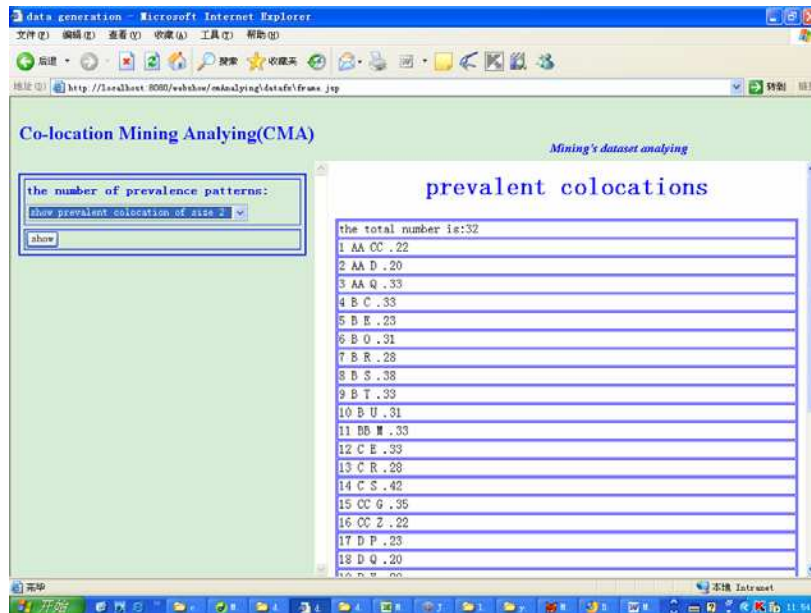 data generation - Microsoft Internet Explorer
文件(F) 编辑(E) 查看(V) 收藏(A) 工具(T) 帮助(H)
后退 搜索 收藏夹
地址(D) http://localhost:8080/webshow/cmAnalying\datafx\frame.jsp 转到
Co-location Mining Analying(CMA)
Mining's dataset analying
the number of prevalence patterns:
show prevalent colocation of size 2
show
prevalent colocations
the total number is:32
1 AA CC .22
2 AA D .20
3 AA Q .33
4 B C .33
5 B E .23
6 B O .31
7 B R .28
8 B S .38
9 B T .33
10 B U .31
11 BB M .33
12 C E .33
13 C R .28
14 C S .42
15 CC G .35
16 CC Z .22
17 D P .23
18 D Q .20
完毕 本地 Intranet
开始